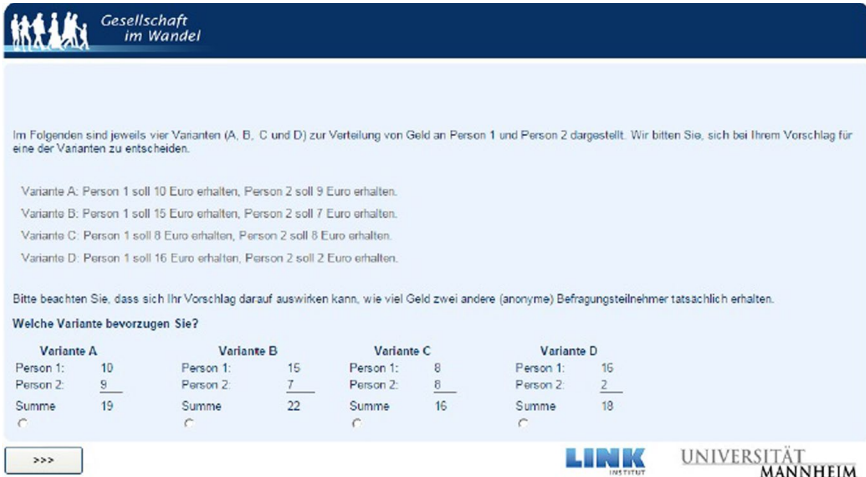 Gesellschaft
im Wandel
Im Folgenden sind jeweils vier Varianten (A, B, C und D) zur Verteilung von Geld an Person 1 und Person 2 dargestellt. Wir bitten Sie, sich bei Ihrem Vorschlag für
eine der Varianten zu entscheiden.
Variante A: Person 1 soll 10 Euro erhalten, Person 2 soll 9 Euro erhalten.
Variante B: Person 1 soll 15 Euro erhalten, Person 2 soll 7 Euro erhalten.
Variante C: Person 1 soll 8 Euro erhalten, Person 2 soll 8 Euro erhalten.
Variante D: Person 1 soll 16 Euro erhalten, Person 2 soll 2 Euro erhalten.
Bitte beachten Sie, dass sich Ihr Vorschlag darauf auswirken kann, wie viel Geld zwei andere (anonyme) Befragungsteilnehmer tatsächlich erhalten.
Welche Variante bevorzugen Sie?
Variante A Variante B Variante C Variante D
Person 1: 10 Person 1: 15 Person 1: 8 Person 1: 16
Person 2: 9 Person 2: 7 Person 2: 8 Person 2: 2
Summe 19 Summe 22 Summe 16 Summe 18
>>>
LINK
INSTITUT
UNIVERSITÄT
MANNHEIM